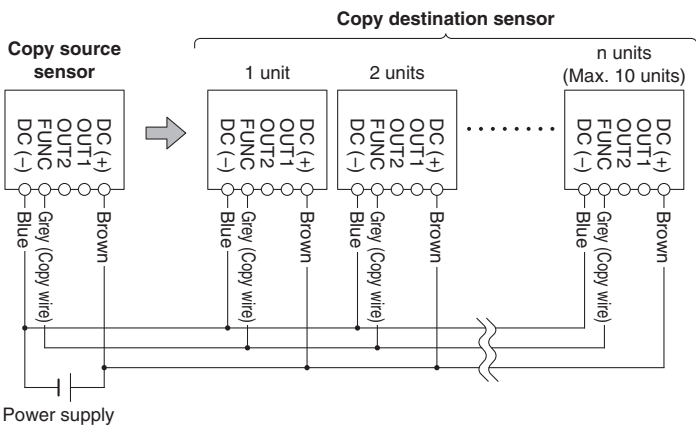 Copy destination sensor
Copy source
sensor
1 unit
2 units
n units
(Max. 10 units)
DC (−)
FUNC
OUT2
OUT1
DC (+)
DC (−)
FUNC
OUT2
OUT1
DC (+)
DC (−)
FUNC
OUT2
OUT1
DC (+)
DC (−)
FUNC
OUT2
OUT1
DC (+)
Blue
Grey (Copy wire)
Brown
Blue
Grey (Copy wire)
Brown
Blue
Grey (Copy wire)
Brown
Blue
Grey (Copy wire)
Brown
Power supply